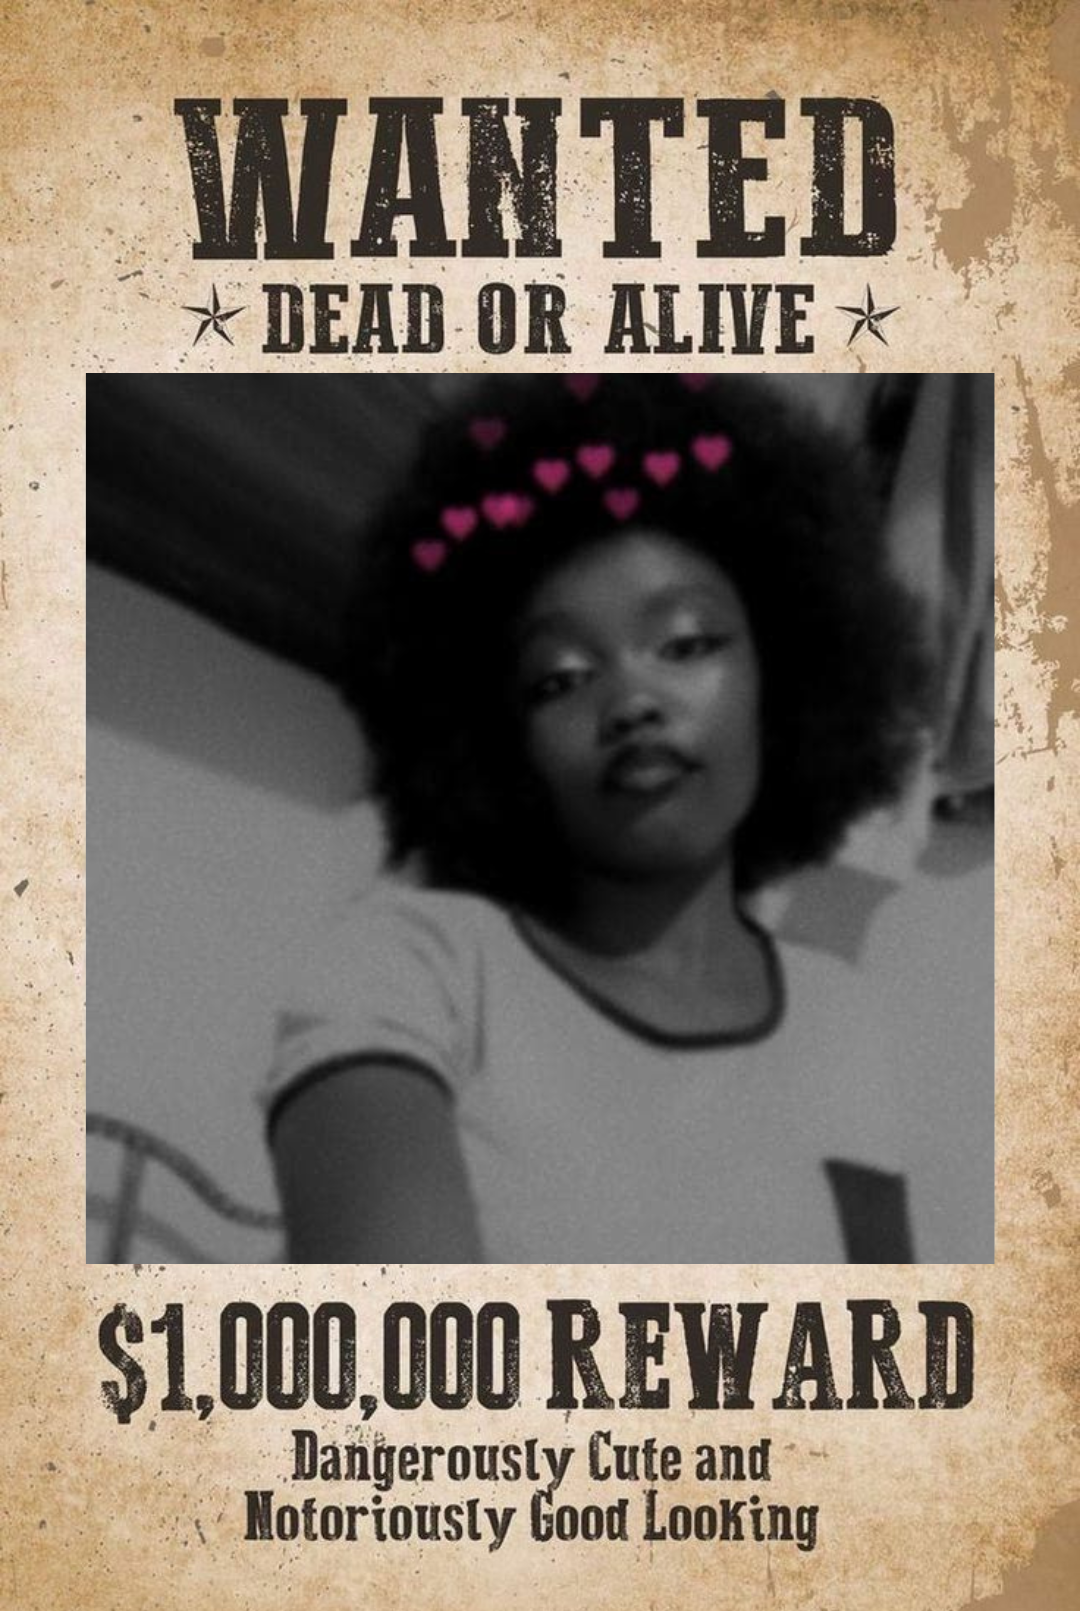 WANTED
DEAD OR ALIVE
$1,000,000 REWARD
Dangerously Cute and
Notoriously Good Looking